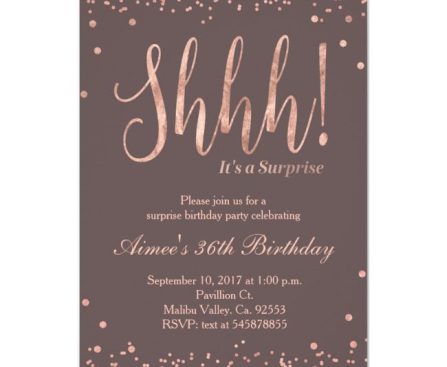 Shhh!
It's a Surprise
Please join us for a
surprise birthday party celebrating
Aimee's 36th Birthday
September 10, 2017 at 1:00 p.m.
Pavillion Ct.
Malibu Valley, Ca. 92553
RSVP: text at 545878855